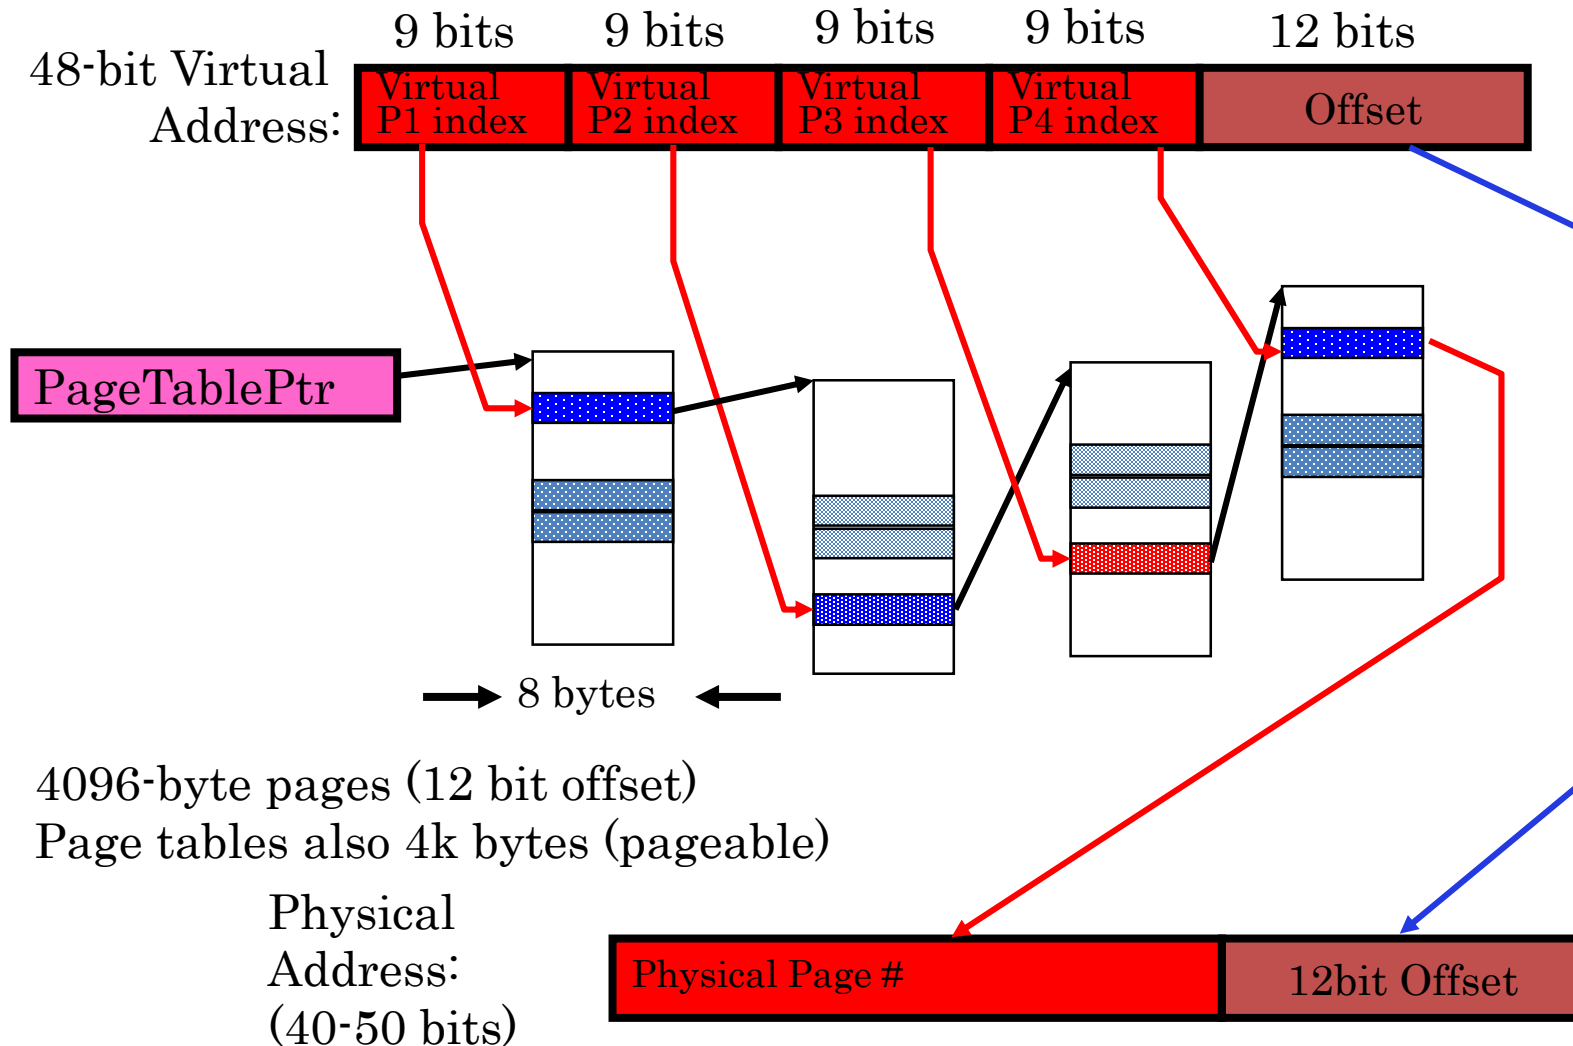 9 bits 9 bits 9 bits 9 bits 12 bits
48-bit Virtual
Address:
Virtual
P1 index
Virtual
P2 index
Virtual
P3 index
Virtual
P4 index
Offset
PageTablePtr
8 bytes
4096-byte pages (12 bit offset)
Page tables also 4k bytes (pageable)
Physical
Address:
(40-50 bits)
Physical Page #
12bit Offset